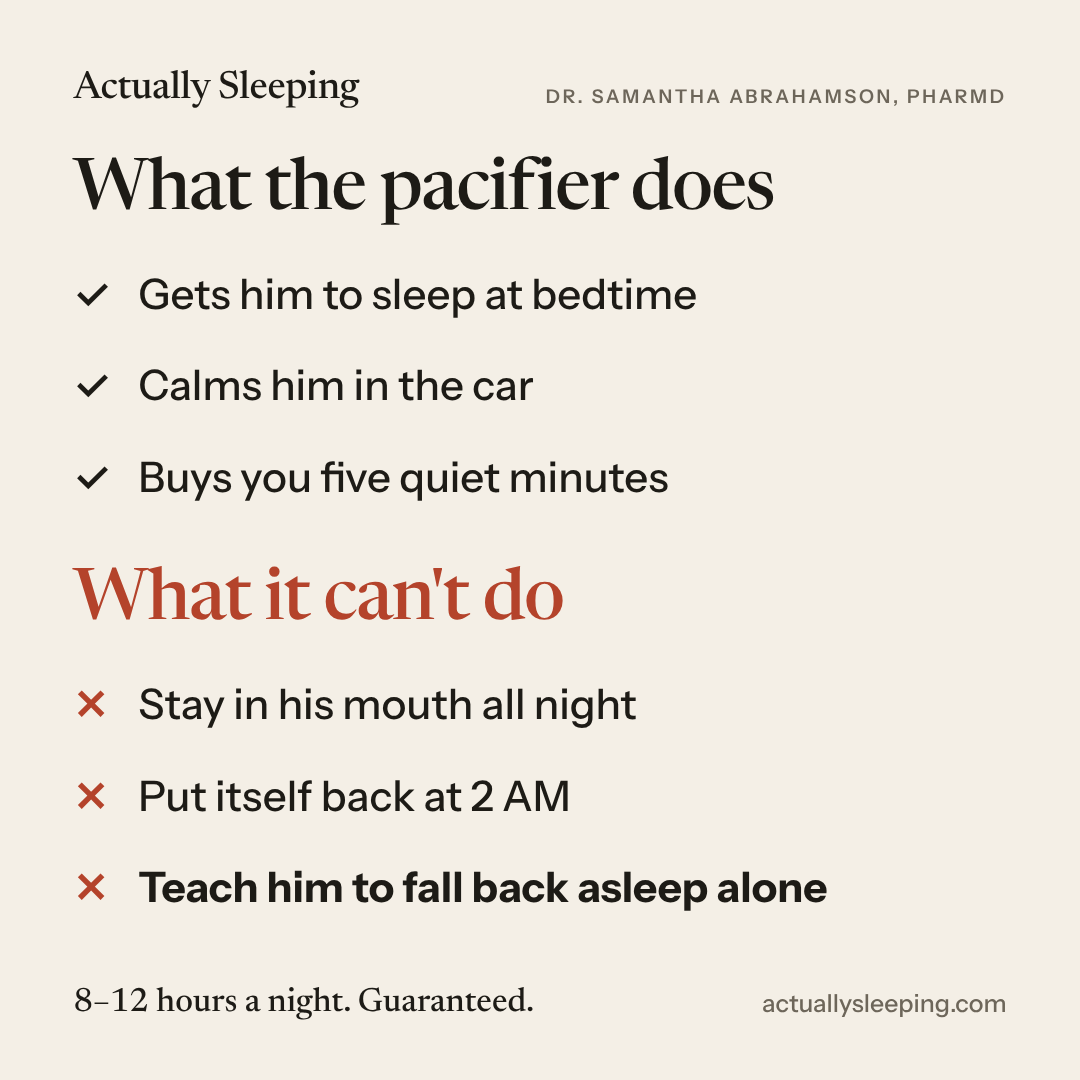 Actually Sleeping
DR. SAMANTHA ABRAHAMSON, PHARMD
What the pacifier does
✓ Gets him to sleep at bedtime
✓ Calms him in the car
✓ Buys you five quiet minutes
What it can't do
✕ Stay in his mouth all night
✕ Put itself back at 2 AM
✕ Teach him to fall back asleep alone
8–12 hours a night. Guaranteed.
actuallysleeping.com